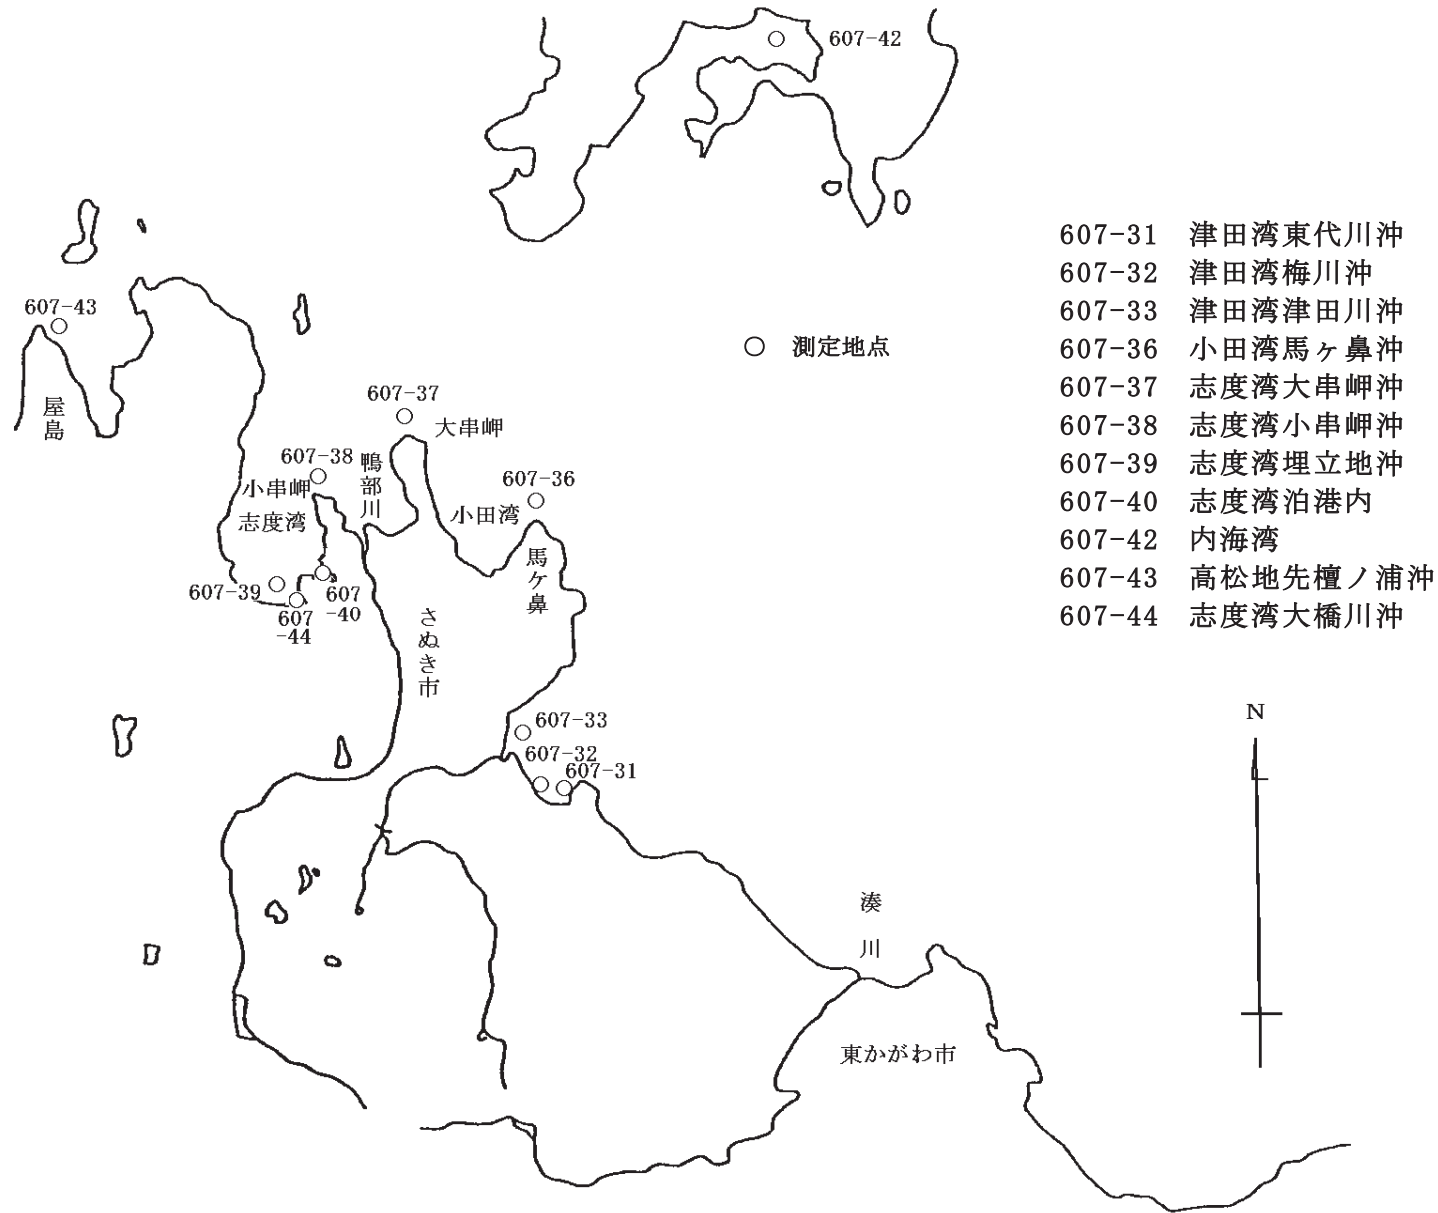 607-42
607-43
屋島
607-37
大串岬
607-38
鴨部川
小串岬
志度湾
607-36
小田湾
馬ヶ鼻
607-39
607
-40
607
-44
さぬき市
607-33
607-32
607-31
湊川
東かがわ市
測定地点
607-31 津田湾東代川沖
607-32 津田湾梅川沖
607-33 津田湾津田川沖
607-36 小田湾馬ヶ鼻沖
607-37 志度湾大串岬沖
607-38 志度湾小串岬沖
607-39 志度湾埋立地沖
607-40 志度湾泊港内
607-42 内海湾
607-43 高松地先檀ノ浦沖
607-44 志度湾大橋川沖
N